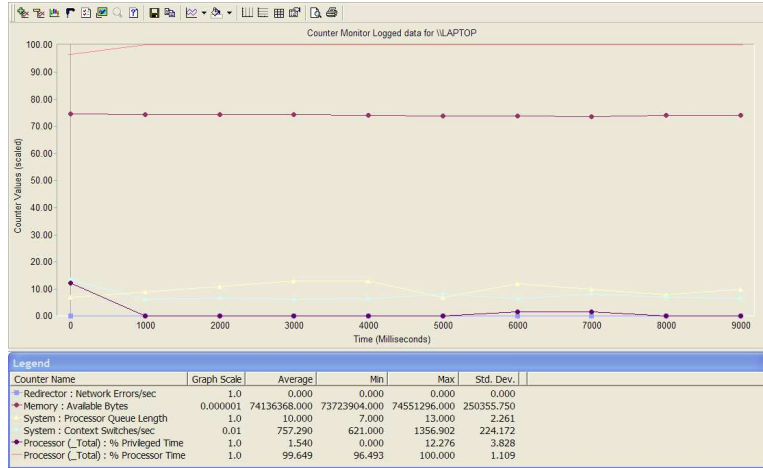 Counter Monitor Logged data for \\LAPTOP
Counter Values (scaled)
100.00
90.00
80.00
70.00
60.00
50.00
40.00
30.00
20.00
10.00
0.00
0 1000 2000 3000 4000 5000 6000 7000 8000 9000
Time (Milliseconds)
Legend
Counter Name Graph Scale Average Min Max Std. Dev.
Redirector : Network Errors/sec 1.0 0.000 0.000 0.000 0.000
Memory : Available Bytes 0.000001 74136368.000 73723904.000 74551296.000 250355.750
System : Processor Queue Length 1.0 10.000 7.000 13.000 2.261
System : Context Switches/sec 0.01 757.290 621.000 1356.902 224.172
Processor (_Total) : % Privileged Time 1.0 1.540 0.000 12.276 3.828
Processor (_Total) : % Processor Time 1.0 99.649 96.493 100.000 1.109